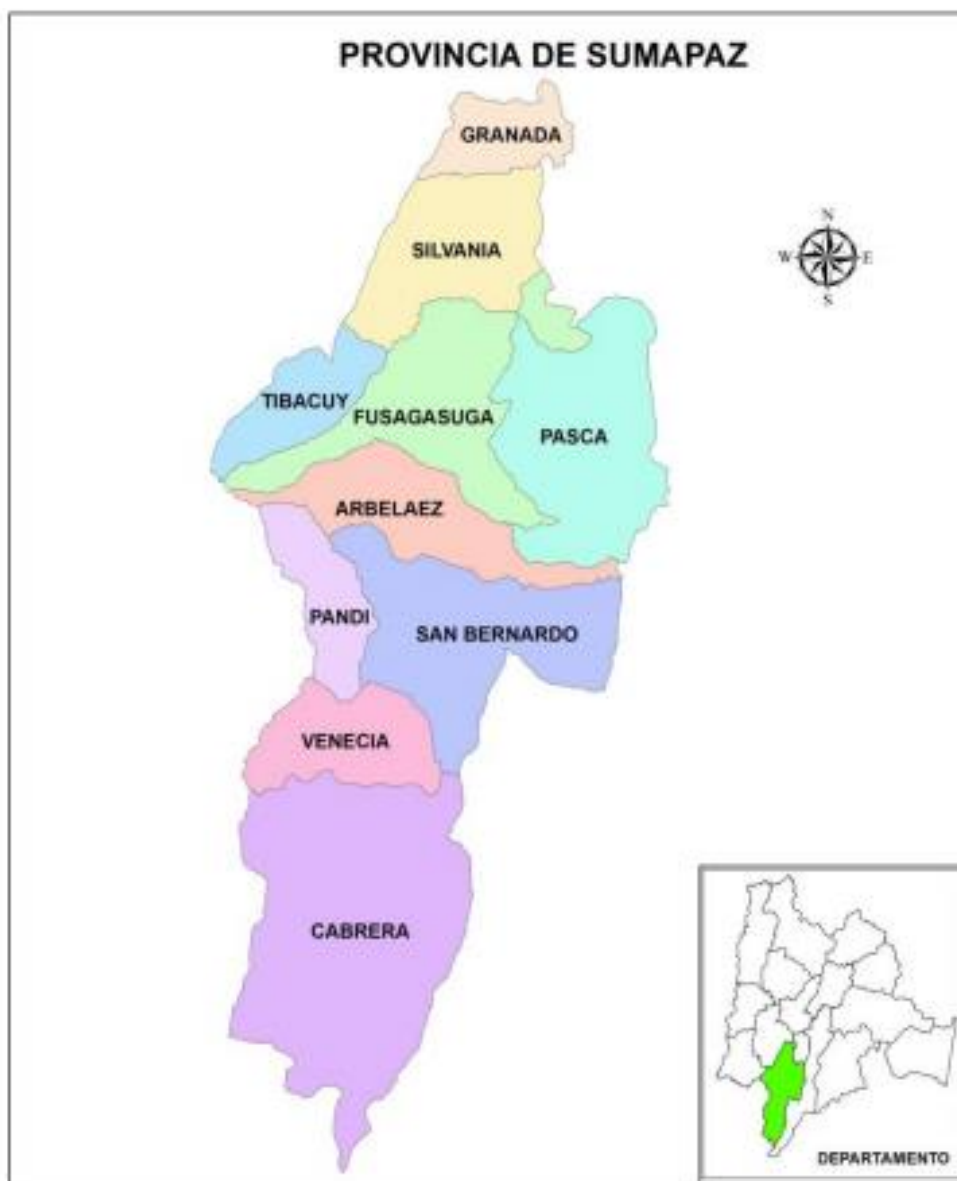 PROVINCIA DE SUMAPAZ
GRANADA
SILVANIA
N
W E
S
TIBACUY
FUSAGASUGA
PASCA
ARBELAEZ
PANDI
SAN BERNARDO
VENECIA
CABRERA
DEPARTAMENTO